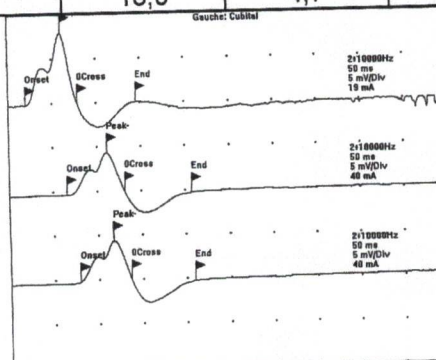 Gauche: Cubital
Onset
0Cross
End
2:10000Hz
50 ms
5 mV/Div
19 mA
Peak-
Onset
0Cross
End
2:10000Hz
50 ms
5 mV/Div
40 mA
Peak-
Onset
0Cross
End
2:10000Hz
50 ms
5 mV/Div
40 mA